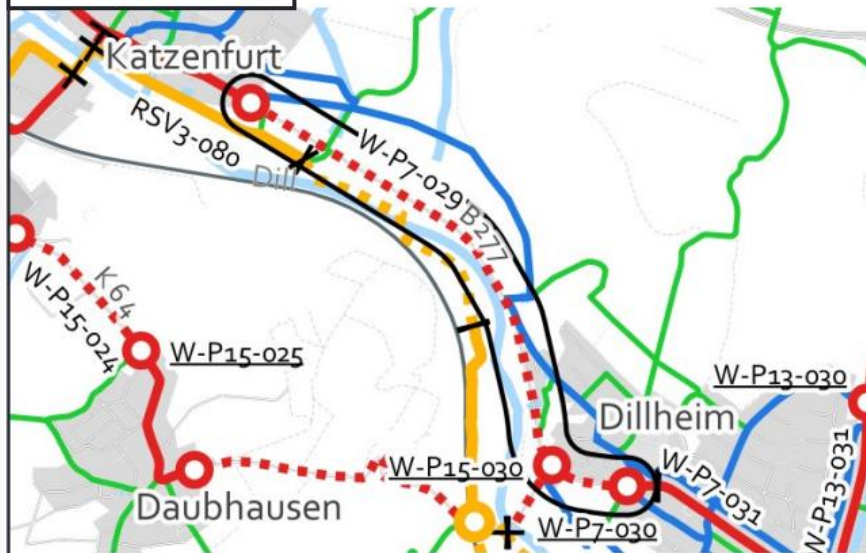 Katzenfurt
RSV3-080
Dill
W-P7-029
B277
K64
W-P15-024
W-P15-025
W-P13-030
Dillheim
W-P15-030
W-P7-031
W-P13-031
Daubhausen
W-P7-030